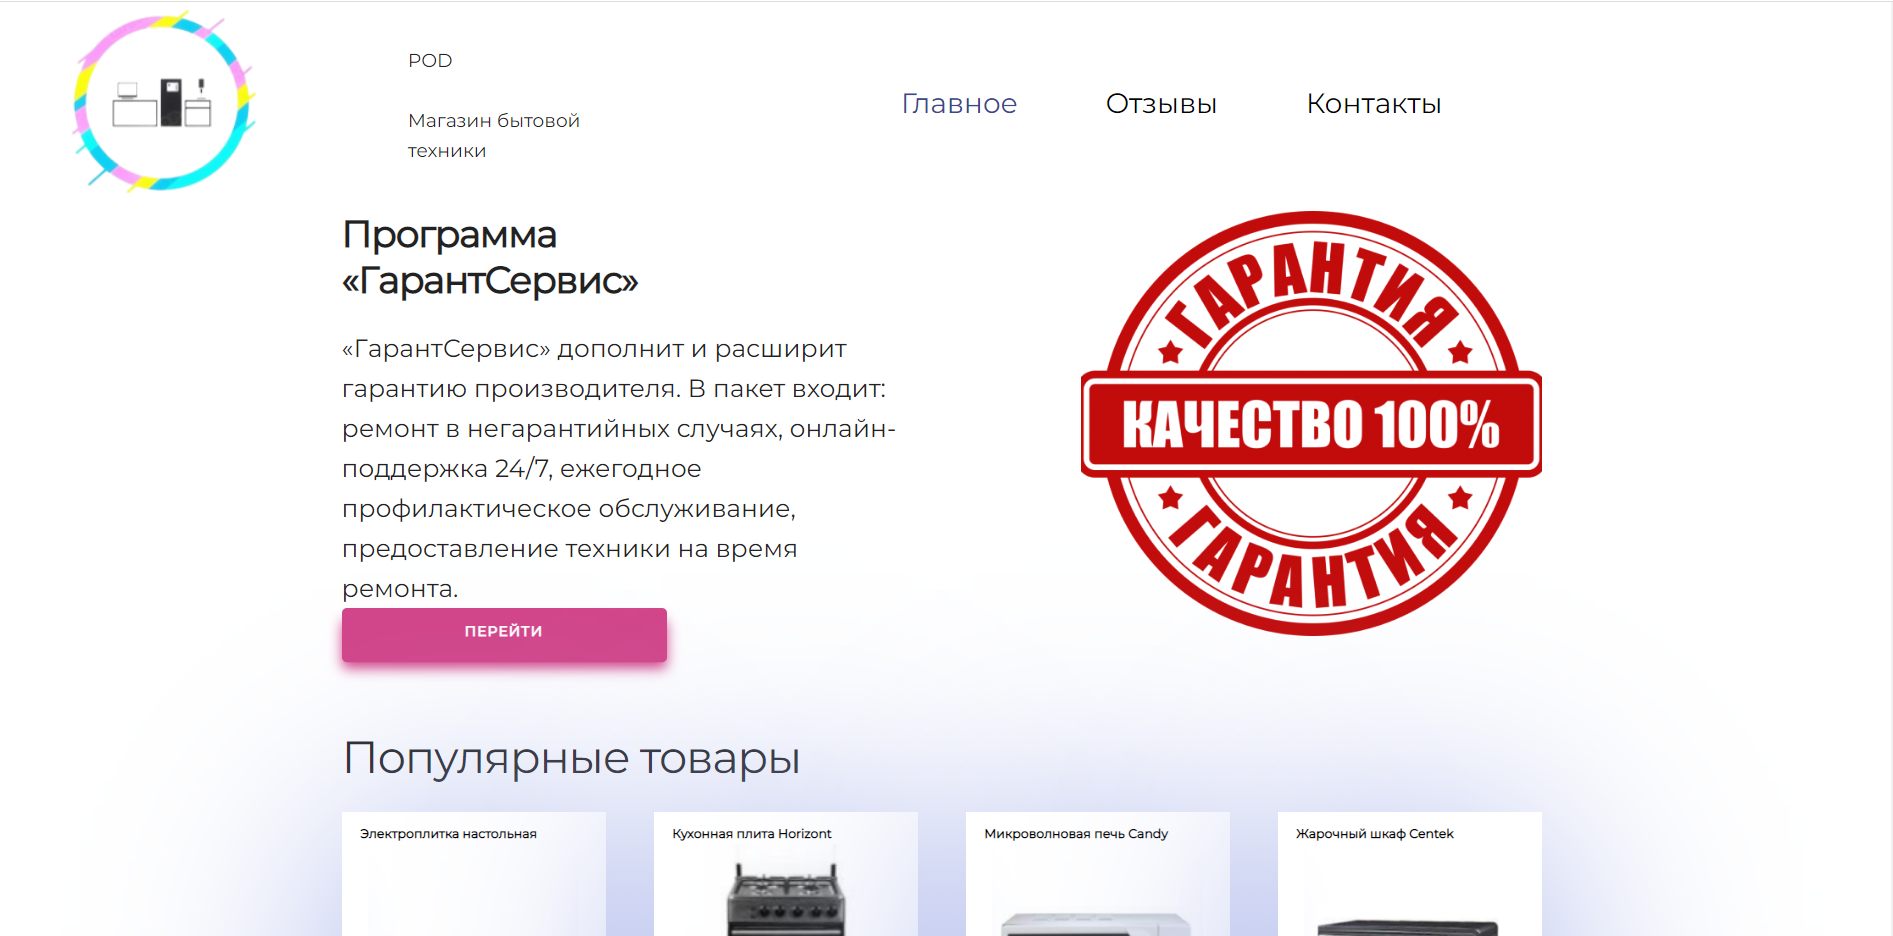 POD
Магазин бытовой
техники
Главное
Отзывы
Контакты
Программа
«ГарантСервис»
«ГарантСервис» дополнит и расширит
гарантию производителя. В пакет входит:
ремонт в негарантийных случаях, онлайн-
поддержка 24/7, ежегодное
профилактическое обслуживание,
предоставление техники на время
ремонта.
ПЕРЕЙТИ
ГАРАНТИЯ
КАЧЕСТВО 100%
ГАРАНТИЯ
Популярные товары
Электроплитка настольная
Кухонная плита Horizont
Микроволновая печь Candy
Жарочный шкаф Centek